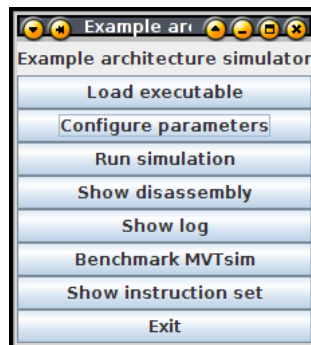 Example ar
Example architecture simulator
Load executable
Configure parameters
Run simulation
Show disassembly
Show log
Benchmark MVTsim
Show instruction set
Exit